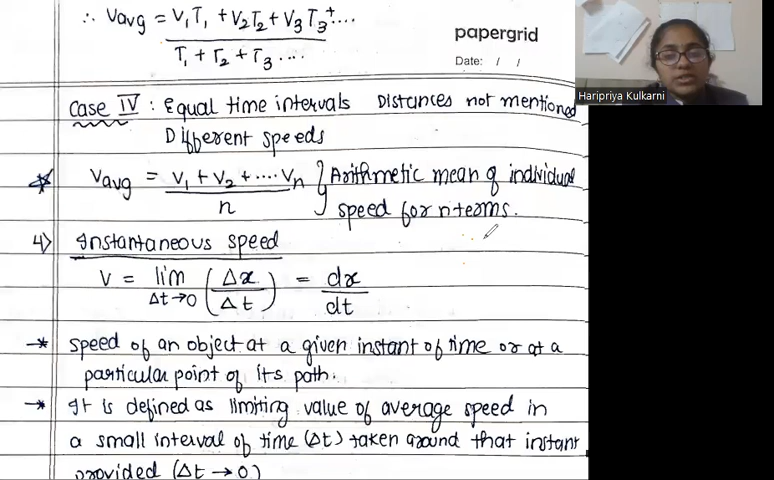 ∴ Vavg = V₁T₁ + V₂T₂ + V₃T₃ + ....
T₁ + T₂ + T₃ ....
papergrid
Date: / /
Haripriya Kulkarni
Case IV : Equal time intervals Distances not mentioned
Different speeds
Vavg = V₁ + V₂ + .... Vn } Arithmetic mean of individual
n speed for n terms.
4) Instantaneous speed
V = lim (Δx/Δt) = dx/dt
Δt→0
→* Speed of an object at a given instant of time or at a
particular point of its path.
→* It is defined as limiting value of average speed in
a small interval of time (Δt) taken around that instant
provided (Δt → 0)